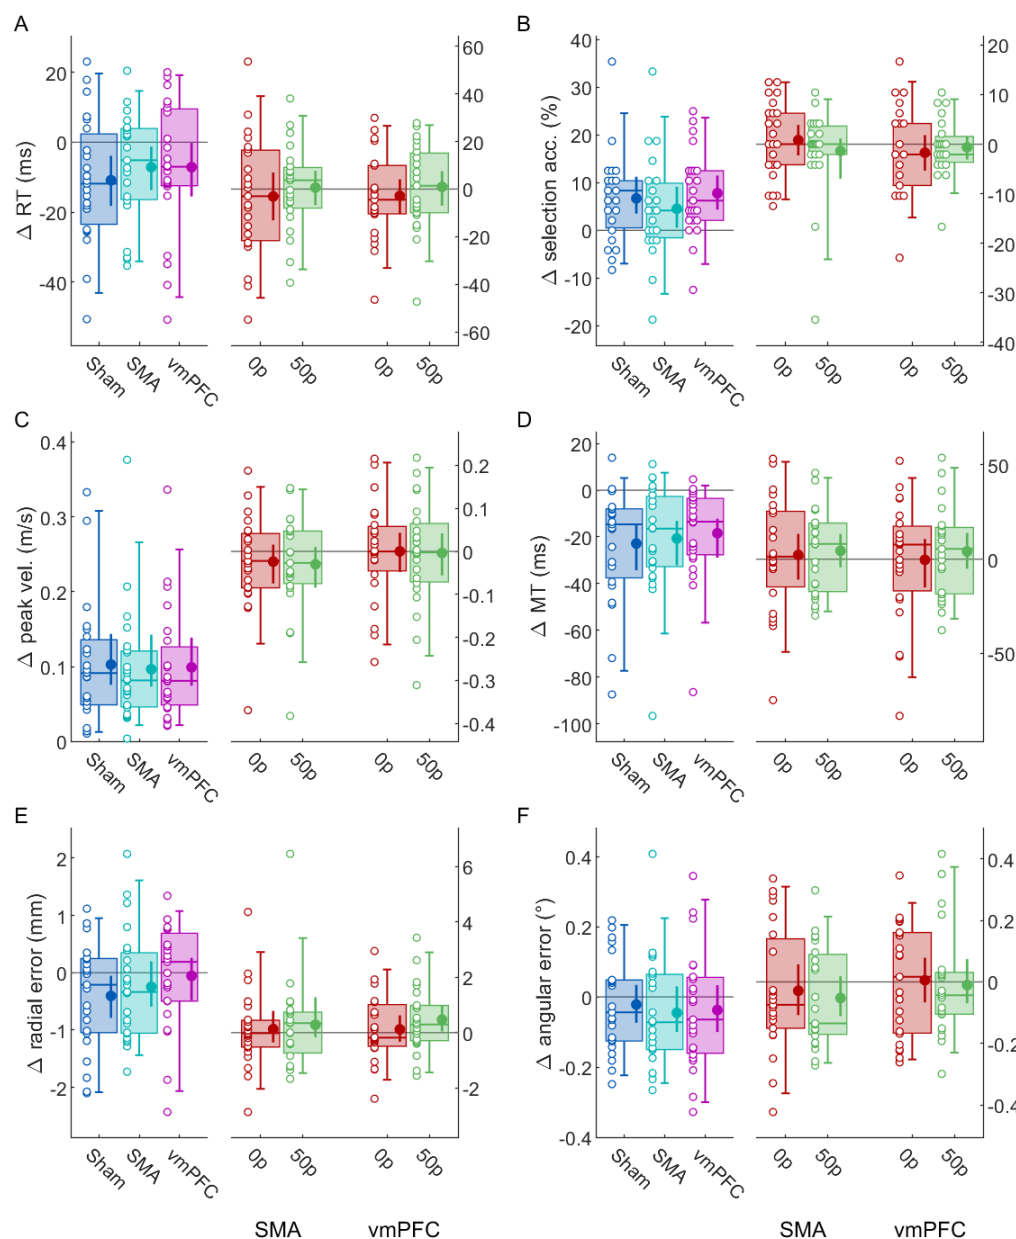 A
Δ RT (ms)
20
0
-20
-40
60
40
20
0
-20
-40
-60
Sham
SMA
vmPFC
0p
50p
0p
50p
B
Δ selection acc. (%)
40
30
20
10
0
-10
-20
20
10
0
-10
-20
-30
-40
Sham
SMA
vmPFC
0p
50p
0p
50p
C
Δ peak vel. (m/s)
0.4
0.3
0.2
0.1
0
0.2
0.1
0
-0.1
-0.2
-0.3
-0.4
Sham
SMA
vmPFC
0p
50p
0p
50p
D
Δ MT (ms)
20
0
-20
-40
-60
-80
-100
50
0
-50
Sham
SMA
vmPFC
0p
50p
0p
50p
E
Δ radial error (mm)
2
1
0
-1
-2
6
4
2
0
-2
Sham
SMA
vmPFC
0p
50p
0p
50p
F
Δ angular error (°)
0.4
0.2
0
-0.2
-0.4
0.4
0.2
0
-0.2
-0.4
Sham
SMA
vmPFC
0p
50p
0p
50p
SMA
vmPFC
SMA
vmPFC